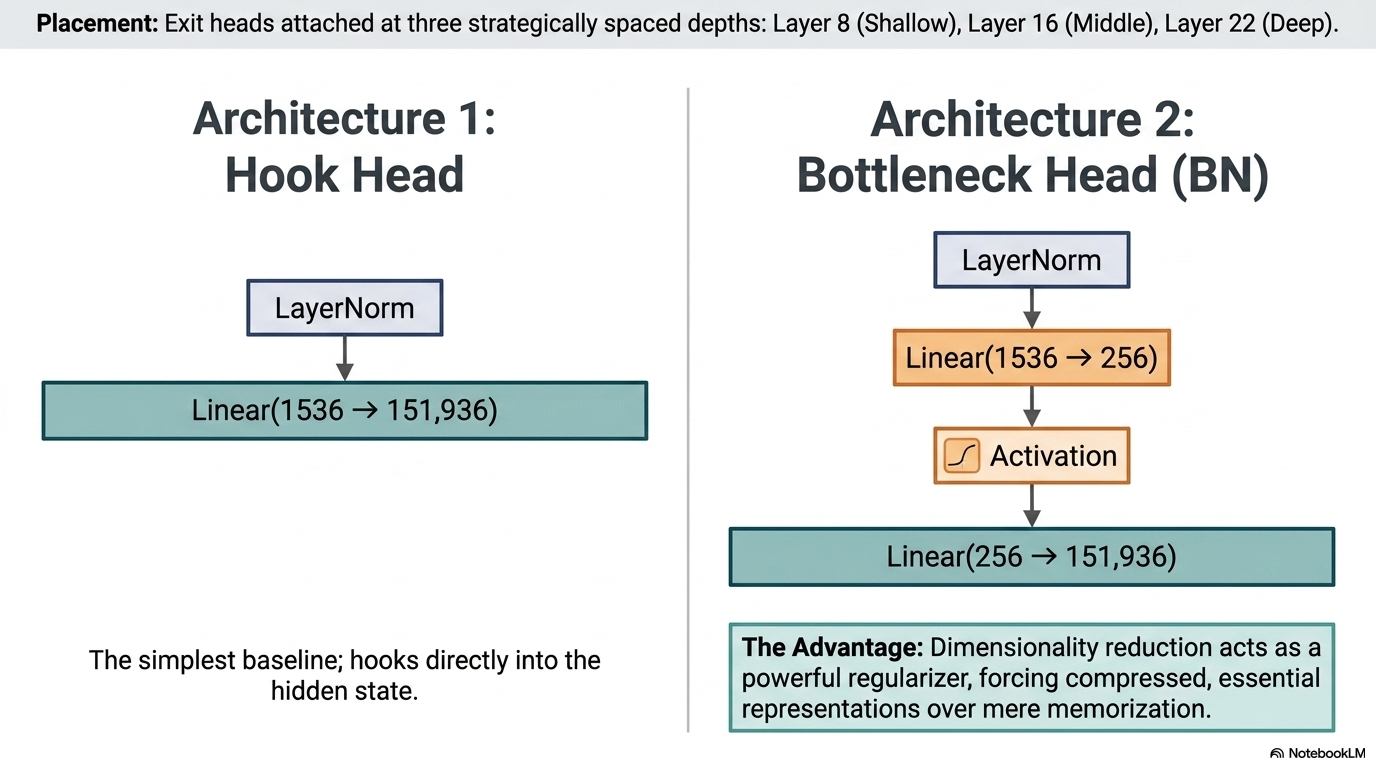 Placement: Exit heads attached at three strategically spaced depths: Layer 8 (Shallow), Layer 16 (Middle), Layer 22 (Deep).
Architecture 1:
Hook Head
LayerNorm
Linear(1536 → 151,936)
The simplest baseline; hooks directly into the
hidden state.
Architecture 2:
Bottleneck Head (BN)
LayerNorm
Linear(1536 → 256)
Activation
Linear(256 → 151,936)
The Advantage: Dimensionality reduction acts as a
powerful regularizer, forcing compressed, essential
representations over mere memorization.
NotebookLM